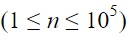 (1 ≤ n ≤ 10⁵)